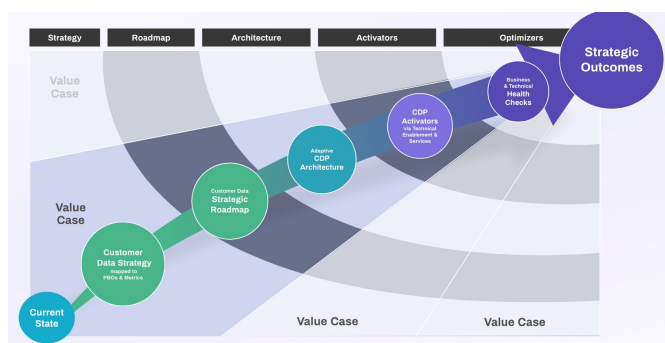 Strategy
Roadmap
Architecture
Activators
Optimizers
Strategic
Outcomes
Value
Case
Business
& Technical
Health
Checks
CDP
Activators
via Technical
Enablement &
Services
Adaptive
CDP
Architecture
Customer Data
Strategic
Roadmap
Value
Case
Customer
Data Strategy
mapped to
PBOs & Metrics
Current
State
Value Case
Value Case